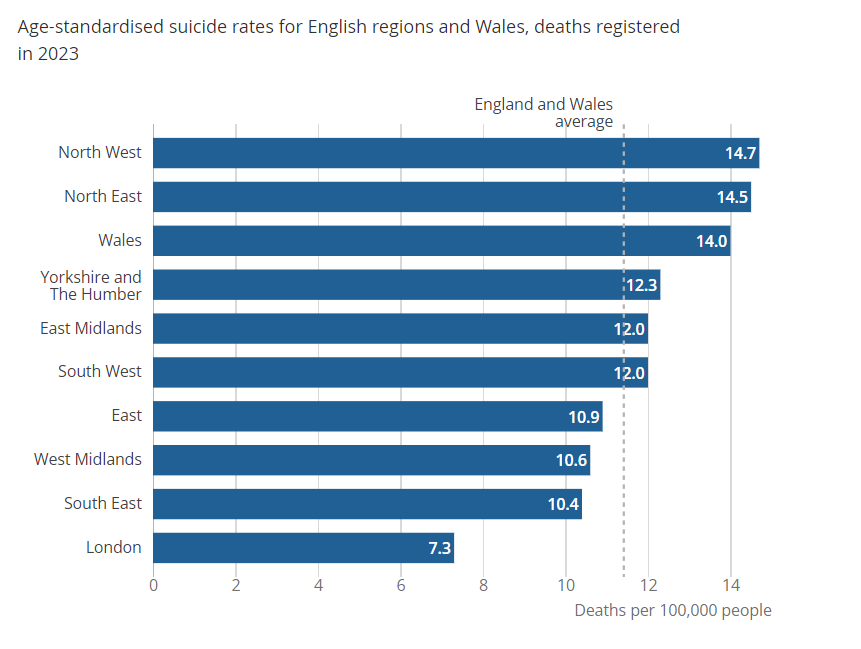 Age-standardised suicide rates for English regions and Wales, deaths registered
in 2023
England and Wales
average
North West
14.7
North East
14.5
Wales
14.0
Yorkshire and
The Humber
12.3
East Midlands
12.0
South West
12.0
East
10.9
West Midlands
10.6
South East
10.4
London
7.3
0 2 4 6 8 10 12 14
Deaths per 100,000 people